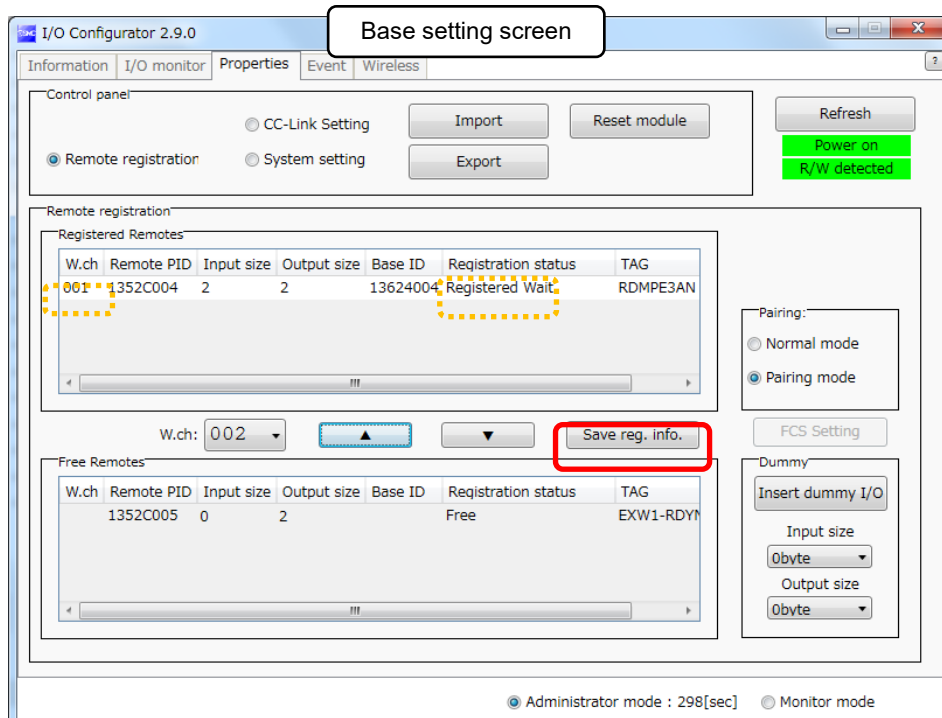 Base setting screen
I/O Configurator 2.9.0
Information I/O monitor Properties Event Wireless ?
Control panel
CC-Link Setting Import Reset module Refresh
Power on
Remote registration System setting Export R/W detected
Remote registration
Registered Remotes
W.ch Remote PID Input size Output size Base ID Registration status TAG
001 1352C004 2 2 13624004 Registered Wait RDMPE3AN
Pairing:
Normal mode
Pairing mode
W.ch: 002 ▲ ▼ Save reg. info. FCS Setting
Free Remotes Dummy
W.ch Remote PID Input size Output size Base ID Registration status TAG Insert dummy I/O
1352C005 0 2 Free EXW1-RDYN
Input size
0byte
Output size
0byte
Administrator mode : 298[sec] Monitor mode